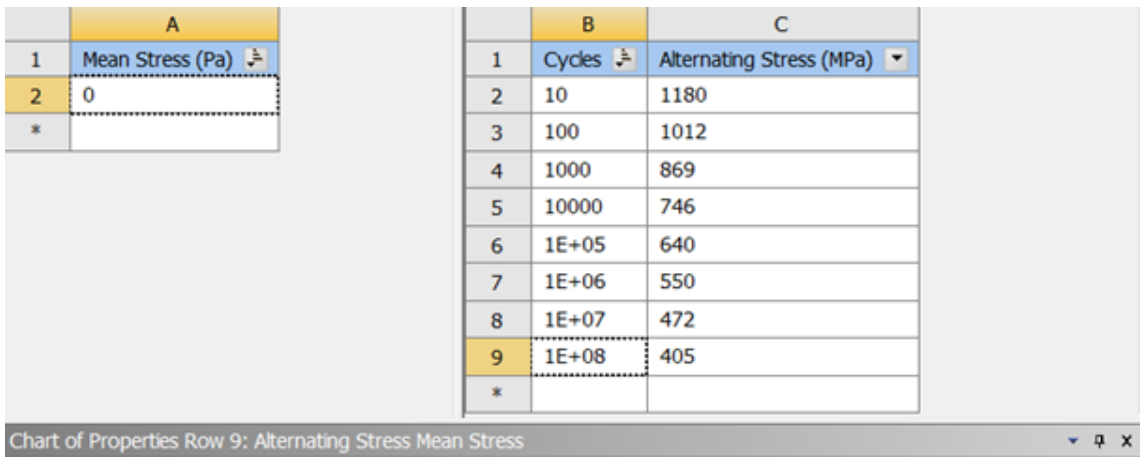 A B C
1 Mean Stress (Pa) 1 Cycles Alternating Stress (MPa)
2 0 2 10 1180
* 3 100 1012
4 1000 869
5 10000 746
6 1E+05 640
7 1E+06 550
8 1E+07 472
9 1E+08 405
*
Chart of Properties Row 9: Alternating Stress Mean Stress